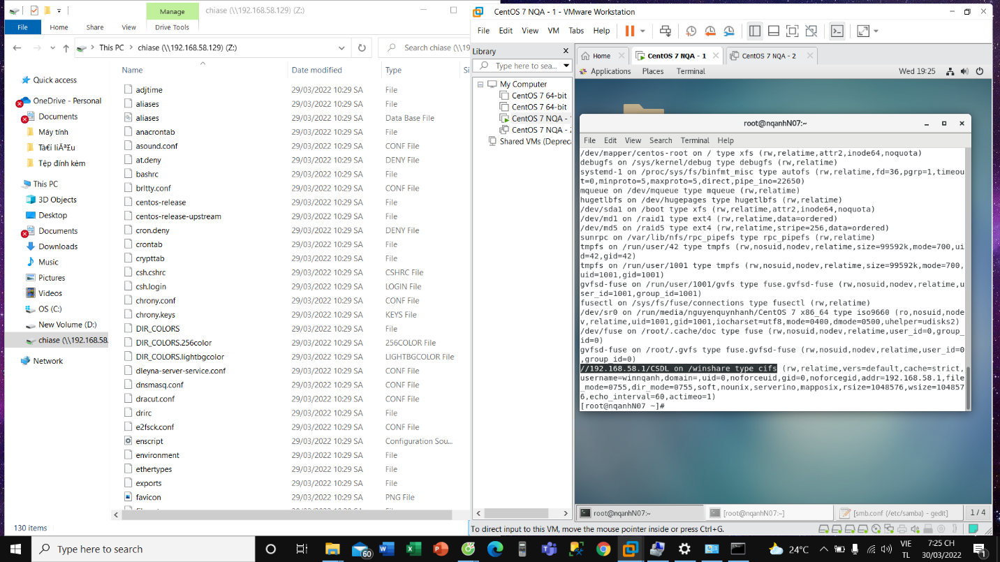 Manage
chiase (\\192.168.58.129) (Z:)
File
Home
Share
View
Drive Tools
This PC
chiase (\\192.168.58.129) (Z:)
Search chiase (\\19
Name
Date modified
Type
Si
Quick access
OneDrive - Personal
Documents
Máy tính
Tệp đính kèm
This PC
3D Objects
Desktop
Documents
Downloads
Music
Pictures
Videos
OS (C:)
New Volume (D:)
chiase (\\192.168.58.
Network
adjtime 29/03/2022 10:29 SA File
aliases 29/03/2022 10:29 SA File
aliases 29/03/2022 10:29 SA Data Base File
anacrontab 29/03/2022 10:29 SA File
asound.conf 29/03/2022 10:29 SA CONF File
at.deny 29/03/2022 10:29 SA DENY File
bashrc 29/03/2022 10:29 SA File
brltty.conf 29/03/2022 10:29 SA CONF File
centos-release 29/03/2022 10:29 SA File
centos-release-upstream 29/03/2022 10:29 SA File
cron.deny 29/03/2022 10:29 SA DENY File
crontab 29/03/2022 10:29 SA File
crypttab 29/03/2022 10:29 SA File
csh.cshrc 29/03/2022 10:29 SA CSHRC File
csh.login 29/03/2022 10:29 SA LOGIN File
chrony.conf 29/03/2022 10:29 SA CONF File
chrony.keys 29/03/2022 10:29 SA KEYS File
DIR_COLORS 29/03/2022 10:29 SA File
DIR_COLORS.256color 29/03/2022 10:29 SA 256COLOR File
DIR_COLORS.lightbgcolor 29/03/2022 10:29 SA LIGHTBGCOLOR File
dleyna-server-service.conf 29/03/2022 10:29 SA CONF File
dnsmasq.conf 29/03/2022 10:29 SA CONF File
dracut.conf 29/03/2022 10:29 SA CONF File
drirc 29/03/2022 10:29 SA File
e2fsck.conf 29/03/2022 10:29 SA CONF File
enscript 29/03/2022 10:29 SA Configuration Sou...
environment 29/03/2022 10:29 SA File
ethertypes 29/03/2022 10:29 SA File
exports 29/03/2022 10:29 SA File
favicon 29/03/2022 10:29 SA PNG File
130 items
CentOS 7 NQA - 1 - VMware Workstation
File Edit View VM Tabs Help
Library
Type here to sea...
My Computer
CentOS 7 64-bit
CentOS 7 64-bit
CentOS 7 NQA - 1
CentOS 7 NQA - 2
Shared VMs (Deprec
Home
CentOS 7 NQA - 1
CentOS 7 NQA - 2
Applications Places Terminal
Wed 19:25
root@nqanhN07:~
File Edit View Search Terminal Help
/dev/mapper/centos-root on / type xfs (rw,relatime,attr2,inode64,noquota)
debugfs on /sys/kernel/debug type debugfs (rw,relatime)
systemd-1 on /proc/sys/fs/binfmt_misc type autofs (rw,relatime,fd=36,pgrp=1,timeou
t=0,minproto=5,maxproto=5,direct,pipe_ino=22650)
mqueue on /dev/mqueue type mqueue (rw,relatime)
hugetlbfs on /dev/hugepages type hugetlbfs (rw,relatime)
/dev/sda1 on /boot type xfs (rw,relatime,attr2,inode64,noquota)
/dev/md1 on /raid1 type ext4 (rw,relatime,data=ordered)
/dev/md5 on /raid5 type ext4 (rw,relatime,stripe=256,data=ordered)
sunrpc on /var/lib/nfs/rpc_pipefs type rpc_pipefs (rw,relatime)
tmpfs on /run/user/42 type tmpfs (rw,nosuid,nodev,relatime,size=99592k,mode=700,ui
d=42,gid=42)
tmpfs on /run/user/1001 type tmpfs (rw,nosuid,nodev,relatime,size=99592k,mode=700,
uid=1001,gid=1001)
gvfsd-fuse on /run/user/1001/gvfs type fuse.gvfsd-fuse (rw,nosuid,nodev,relatime,u
ser_id=1001,group_id=1001)
fusectl on /sys/fs/fuse/connections type fusectl (rw,relatime)
/dev/sr0 on /run/media/nguyenquynhanh/CentOS 7 x86_64 type iso9660 (ro,nosuid,node
v,relatime,uid=1001,gid=1001,iocharset=utf8,mode=0400,dmode=0500,uhelper=udisks2)
/dev/fuse on /root/.cache/doc type fuse (rw,nosuid,nodev,relatime,user_id=0,group_
id=0)
gvfsd-fuse on /root/.gvfs type fuse.gvfsd-fuse (rw,nosuid,nodev,relatime,user_id=0
,group_id=0)
//192.168.58.1/CSDL on /winshare type cifs (rw,relatime,vers=default,cache=strict,
username=winnqanh,domain=,uid=0,noforceuid,gid=0,noforcegid,addr=192.168.58.1,file
_mode=0755,dir_mode=0755,soft,nounix,serverino,mapposix,rsize=1048576,wsize=104857
6,echo_interval=60,actimeo=1)
[root@nqanhN07 ~]#
root@nqanhN07:~
[root@nqanhN07:~]
[smb.conf (/etc/samba) - gedit]
1 / 4
To direct input to this VM, move the mouse pointer inside or press Ctrl+G.
Type here to search
60
24°C
VIE
TL
7:25 CH
30/03/2022
1